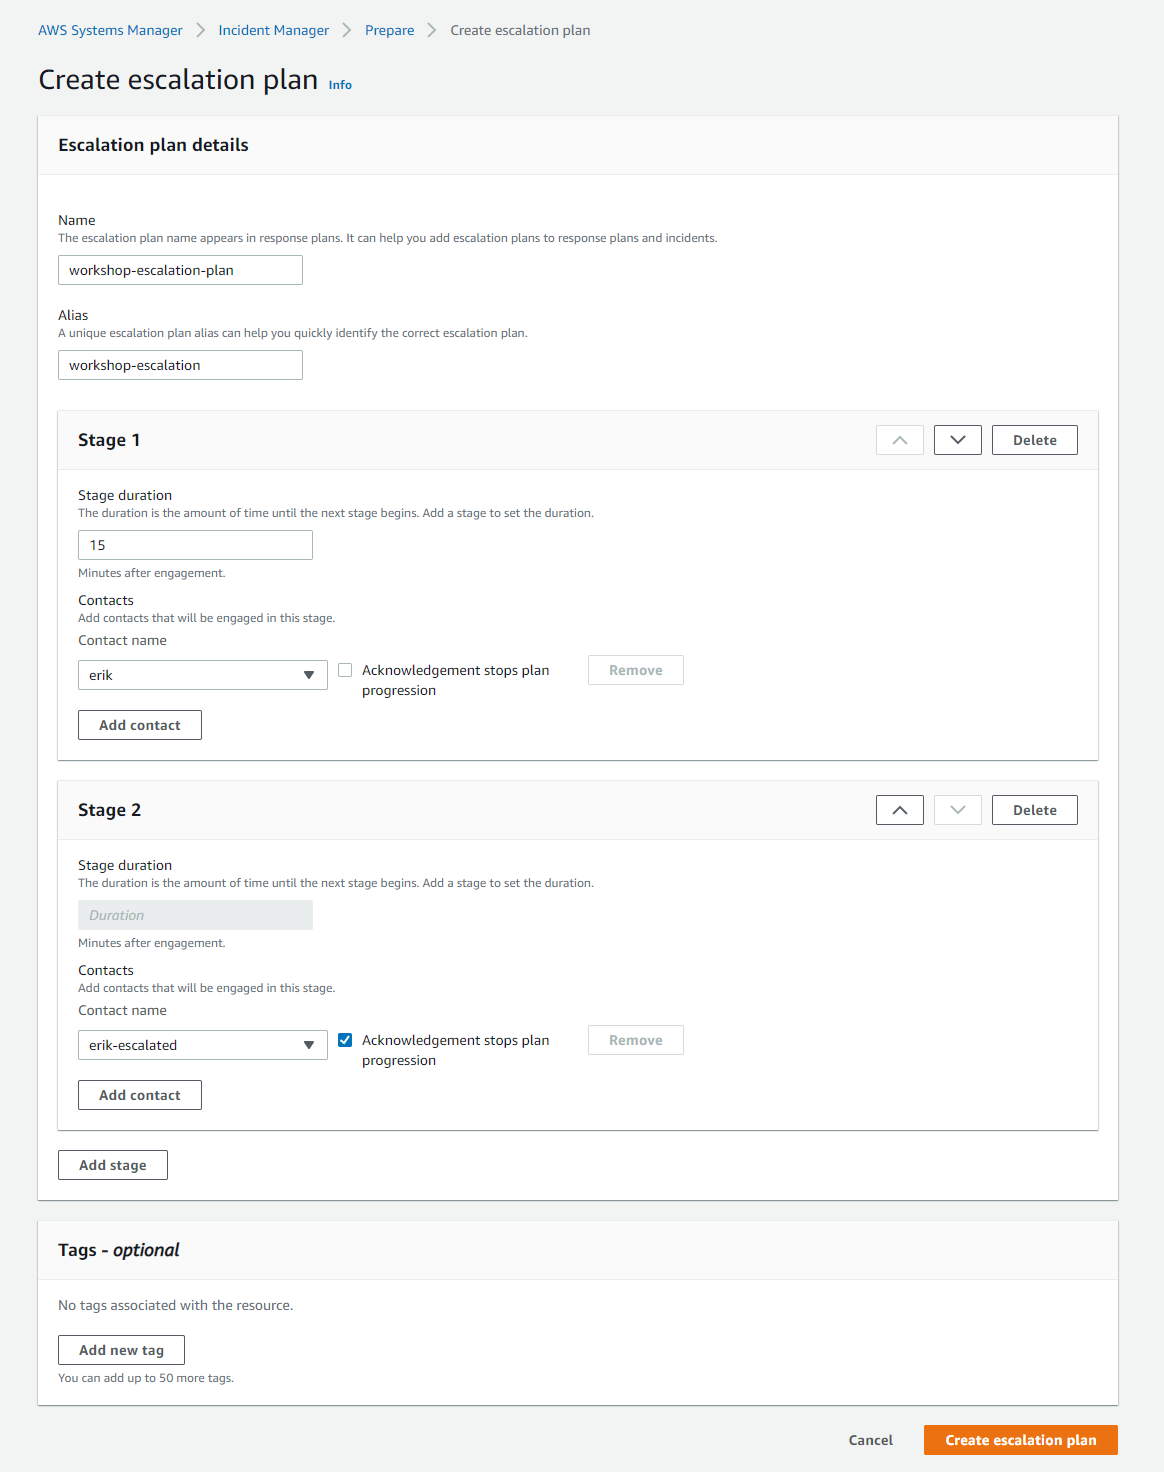 AWS Systems Manager > Incident Manager > Prepare > Create escalation plan
Create escalation plan Info
Escalation plan details
Name
The escalation plan name appears in response plans. It can help you add escalation plans to response plans and incidents.
workshop-escalation-plan
Alias
A unique escalation plan alias can help you quickly identify the correct escalation plan.
workshop-escalation
Stage 1 Delete
Stage duration
The duration is the amount of time until the next stage begins. Add a stage to set the duration.
15
Minutes after engagement.
Contacts
Add contacts that will be engaged in this stage.
Contact name
erik Acknowledgement stops plan Remove
progression
Add contact
Stage 2 Delete
Stage duration
The duration is the amount of time until the next stage begins. Add a stage to set the duration.
Duration
Minutes after engagement.
Contacts
Add contacts that will be engaged in this stage.
Contact name
erik-escalated Acknowledgement stops plan Remove
progression
Add contact
Add stage
Tags - optional
No tags associated with the resource.
Add new tag
You can add up to 50 more tags.
Cancel Create escalation plan